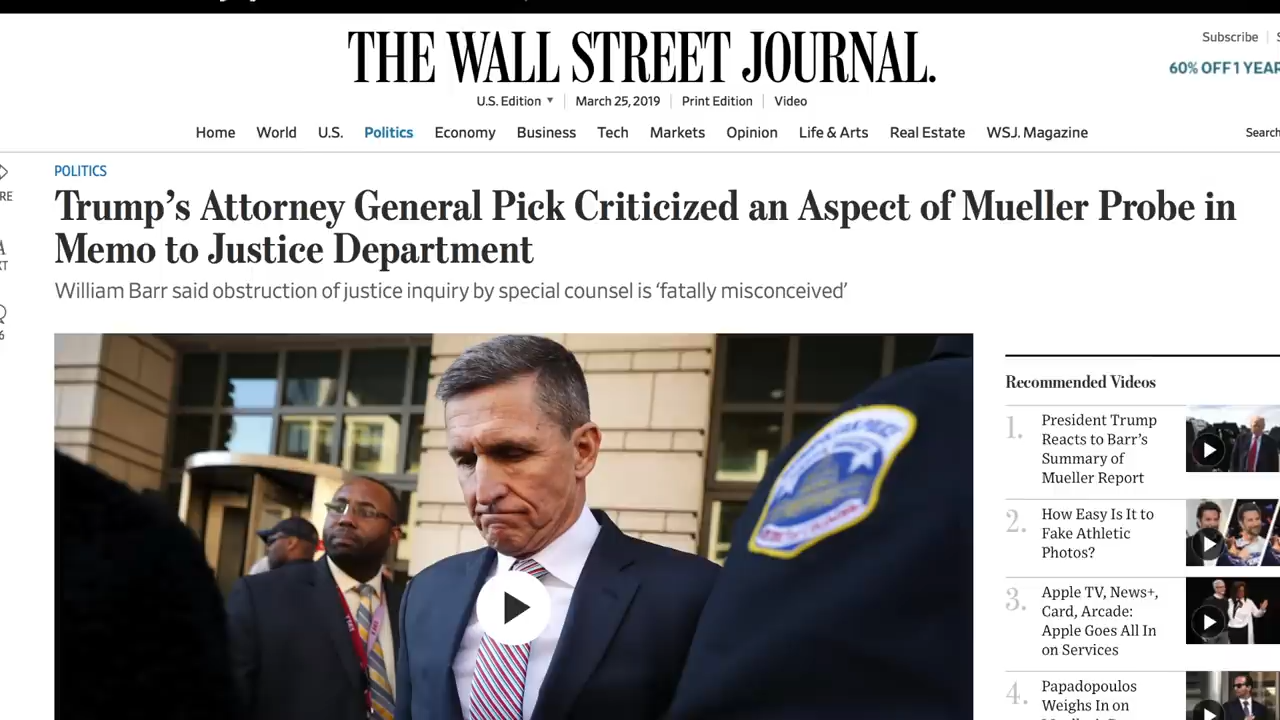 THE WALL STREET JOURNAL.
Subscribe
60% OFF 1 YEAR
U.S. Edition
March 25, 2019
Print Edition
Video
Home
World
U.S.
Politics
Economy
Business
Tech
Markets
Opinion
Life & Arts
Real Estate
WSJ. Magazine
Search
POLITICS
Trump's Attorney General Pick Criticized an Aspect of Mueller Probe in
Memo to Justice Department
William Barr said obstruction of justice inquiry by special counsel is 'fatally misconceived'
Recommended Videos
1.
President Trump
Reacts to Barr's
Summary of
Mueller Report
2.
How Easy Is It to
Fake Athletic
Photos?
3.
Apple TV, News+,
Card, Arcade:
Apple Goes All In
on Services
4.
Papadopoulos
Weighs In on